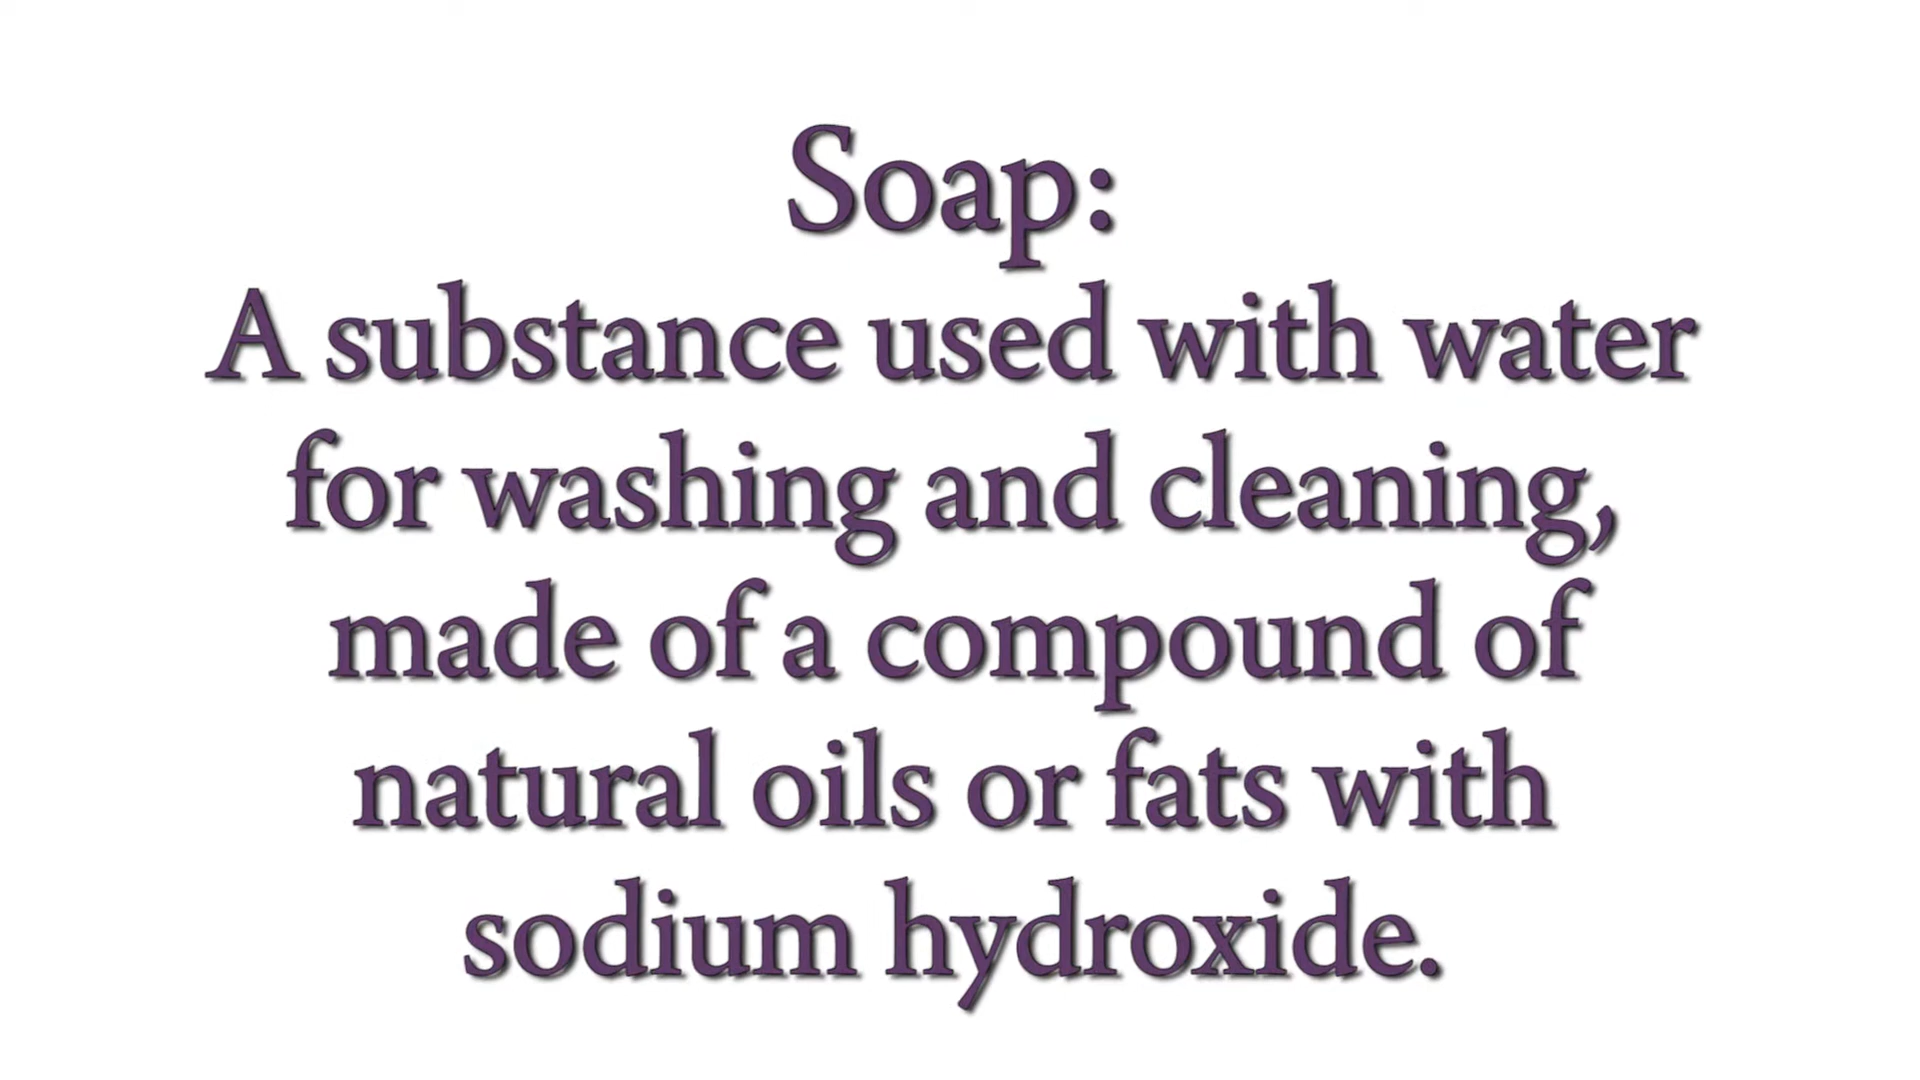 Soap:
A substance used with water
for washing and cleaning,
made of a compound of
natural oils or fats with
sodium hydroxide.